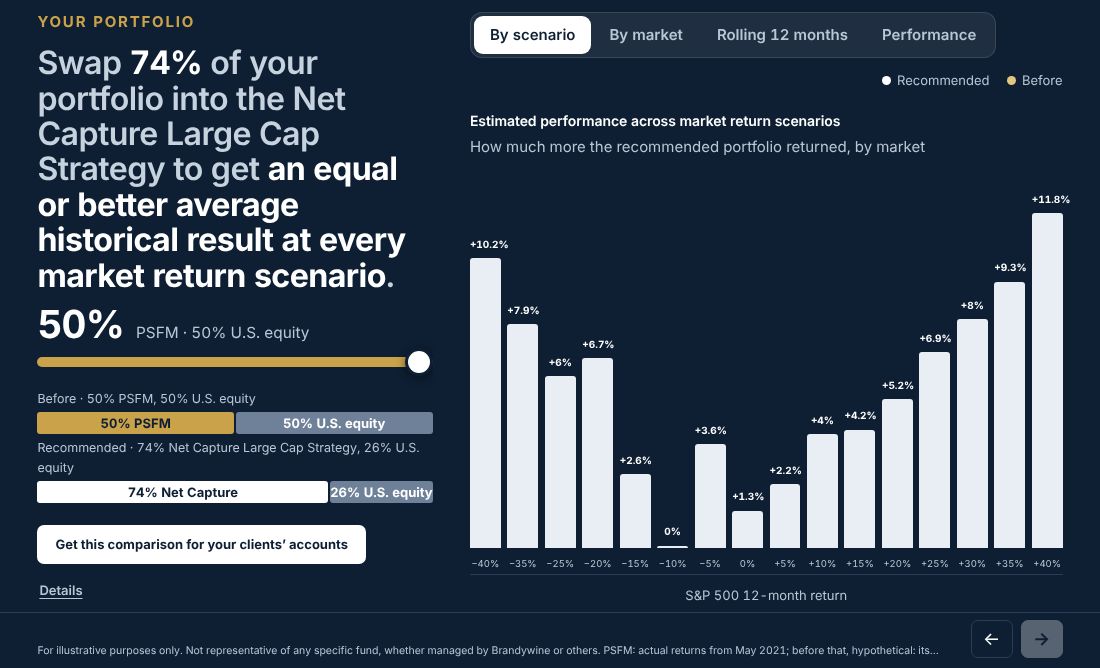 YOUR PORTFOLIO
Swap 74% of your
portfolio into the Net
Capture Large Cap
Strategy to get an equal
or better average
historical result at every
market return scenario.
50% PSFM · 50% U.S. equity
Before · 50% PSFM, 50% U.S. equity
50% PSFM 50% U.S. equity
Recommended · 74% Net Capture Large Cap Strategy, 26% U.S.
equity
74% Net Capture 26% U.S. equity
Get this comparison for your clients’ accounts
Details
By scenario By market Rolling 12 months Performance
Recommended Before
Estimated performance across market return scenarios
How much more the recommended portfolio returned, by market
+10.2% +7.9% +6% +6.7% +2.6% 0% +3.6% +1.3% +2.2% +4% +4.2% +5.2% +6.9% +8% +9.3% +11.8%
−40% −35% −25% −20% −15% −10% −5% 0% +5% +10% +15% +20% +25% +30% +35% +40%
S&P 500 12-month return
For illustrative purposes only. Not representative of any specific fund, whether managed by Brandywine or others. PSFM: actual returns from May 2021; before that, hypothetical: its...